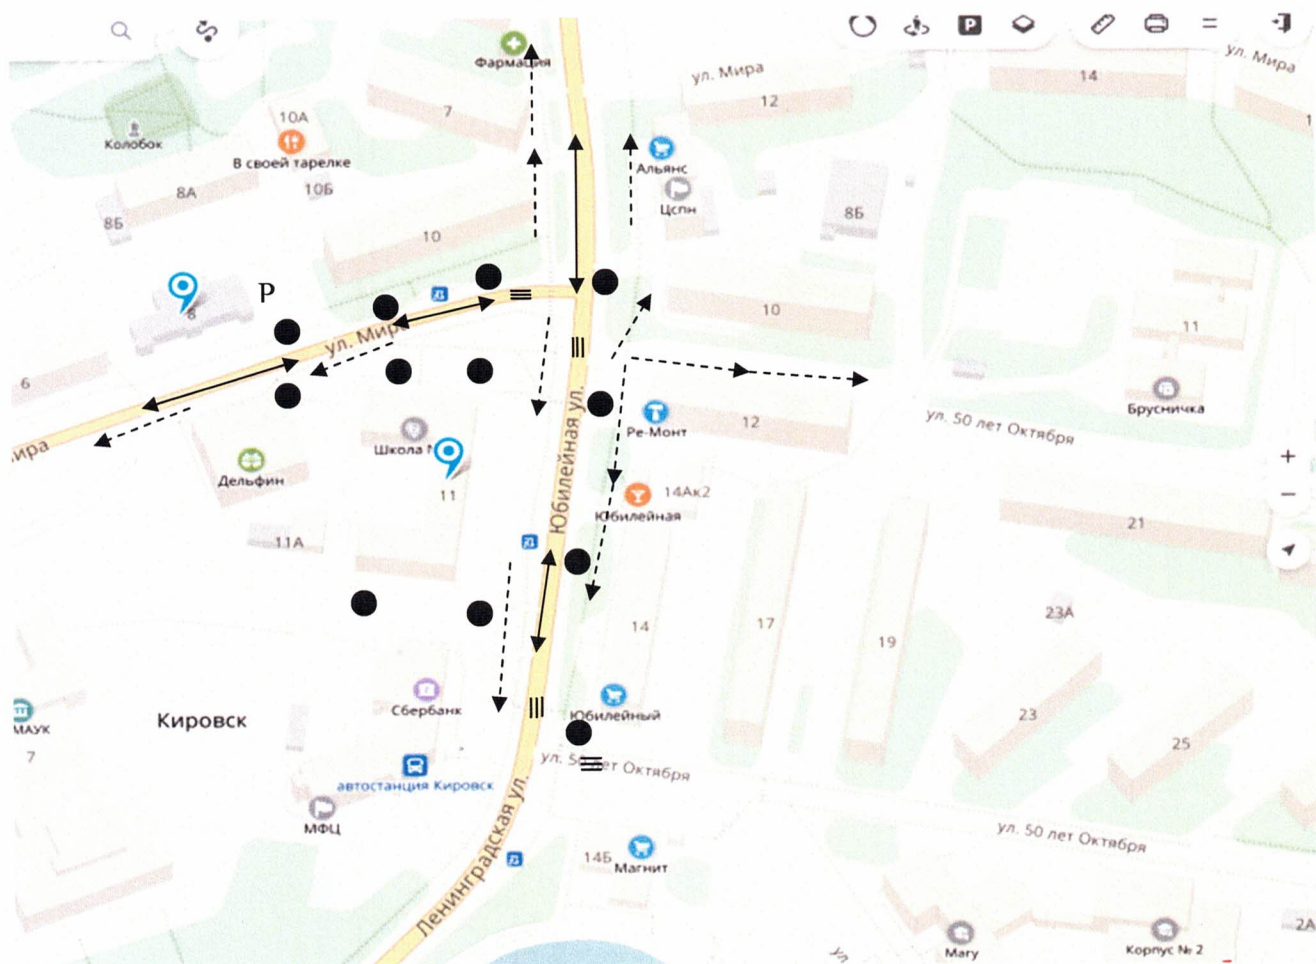 P
ул. Мира
Фармация
ул. Мира
14
12
7
10А
Колобок
В своей тарелке
Альянс
8А
10Б
Цспн
8Б
8Б
10
P
8
10
11
ул. Мира
6
Брусничка
ул. 50 лет Октября
Ре-Монт
12
ира
Школа №
Дельфин
11
14Ак2
Юбилейная
Юбилейная ул.
21
11А
23А
14
17
19
Сбербанк
Юбилейный
МАУК
Кировск
23
25
7
ул. 50 лет Октября
автостанция Кировск
МФЦ
ул. 50 лет Октября
Ленинградская ул.
14Б
Магнит
2А
Магу
Корпус № 2